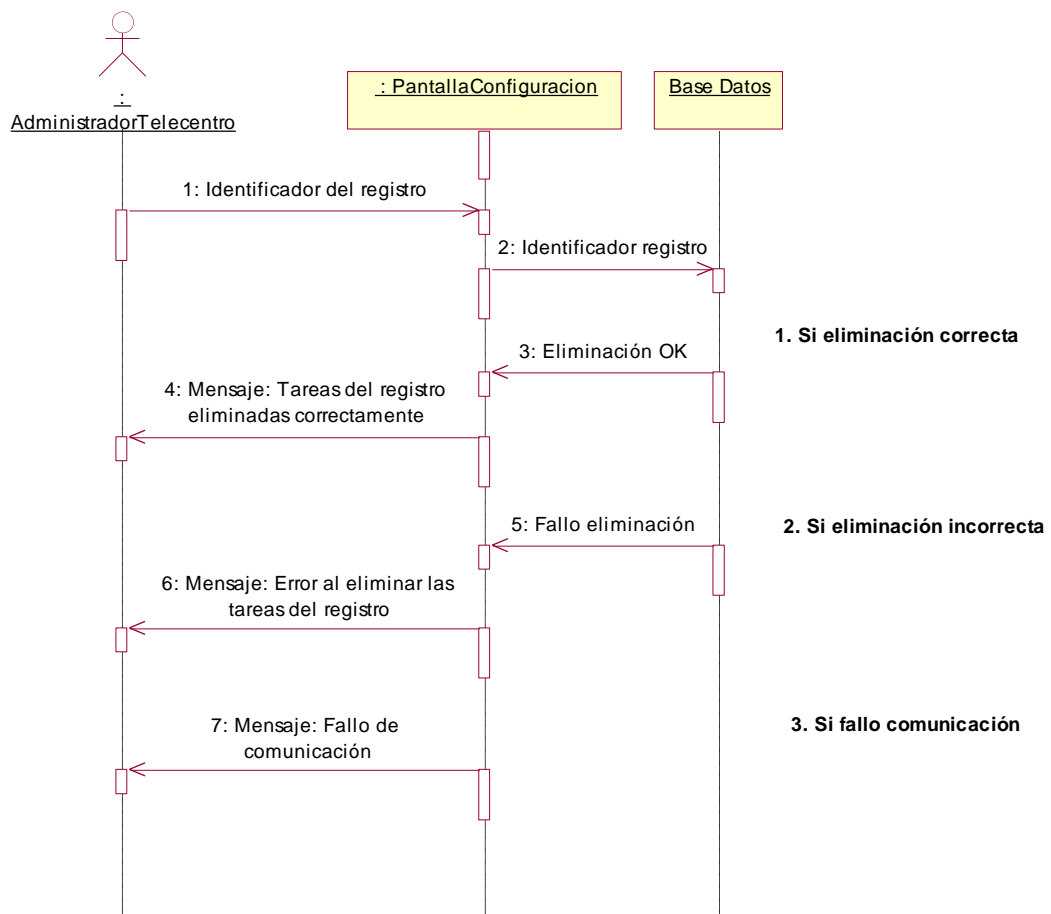 :
AdministradorTelecentro
: PantallaConfiguracion
Base Datos
1: Identificador del registro
2: Identificador registro
1. Si eliminación correcta
3: Eliminación OK
4: Mensaje: Tareas del registro
eliminadas correctamente
5: Fallo eliminación
2. Si eliminación incorrecta
6: Mensaje: Error al eliminar las
tareas del registro
7: Mensaje: Fallo de
comunicación
3. Si fallo comunicación